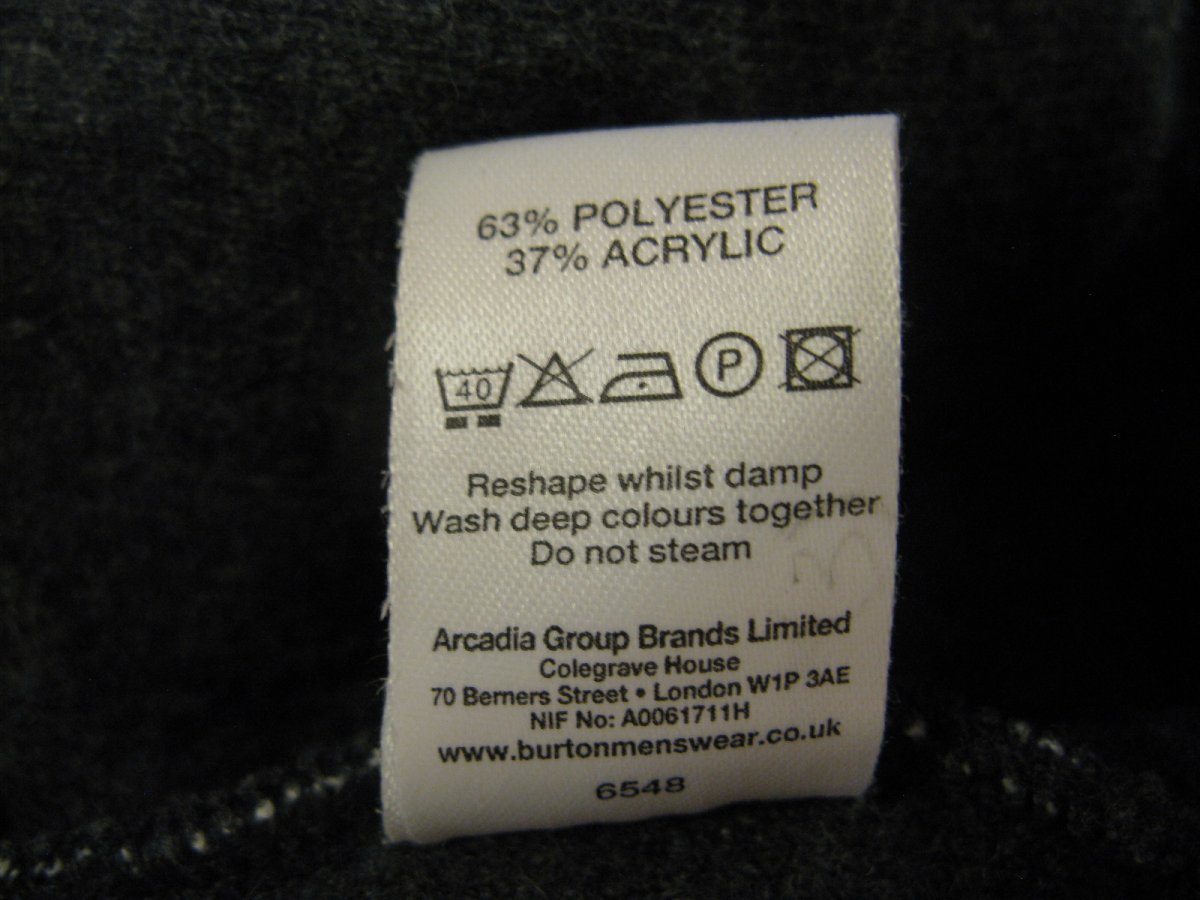 63% POLYESTER
37% ACRYLIC
40 P
Reshape whilst damp
Wash deep colours together
Do not steam
Arcadia Group Brands Limited
Colegrave House
70 Berners Street • London W1P 3AE
NIF No: A0061711H
www.burtonmenswear.co.uk
6548